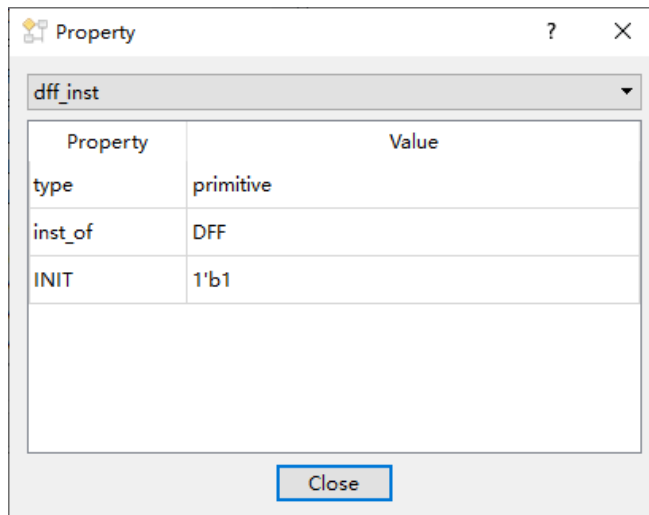 Property
dff_inst
Property Value
type primitive
inst_of DFF
INIT 1'b1
Close